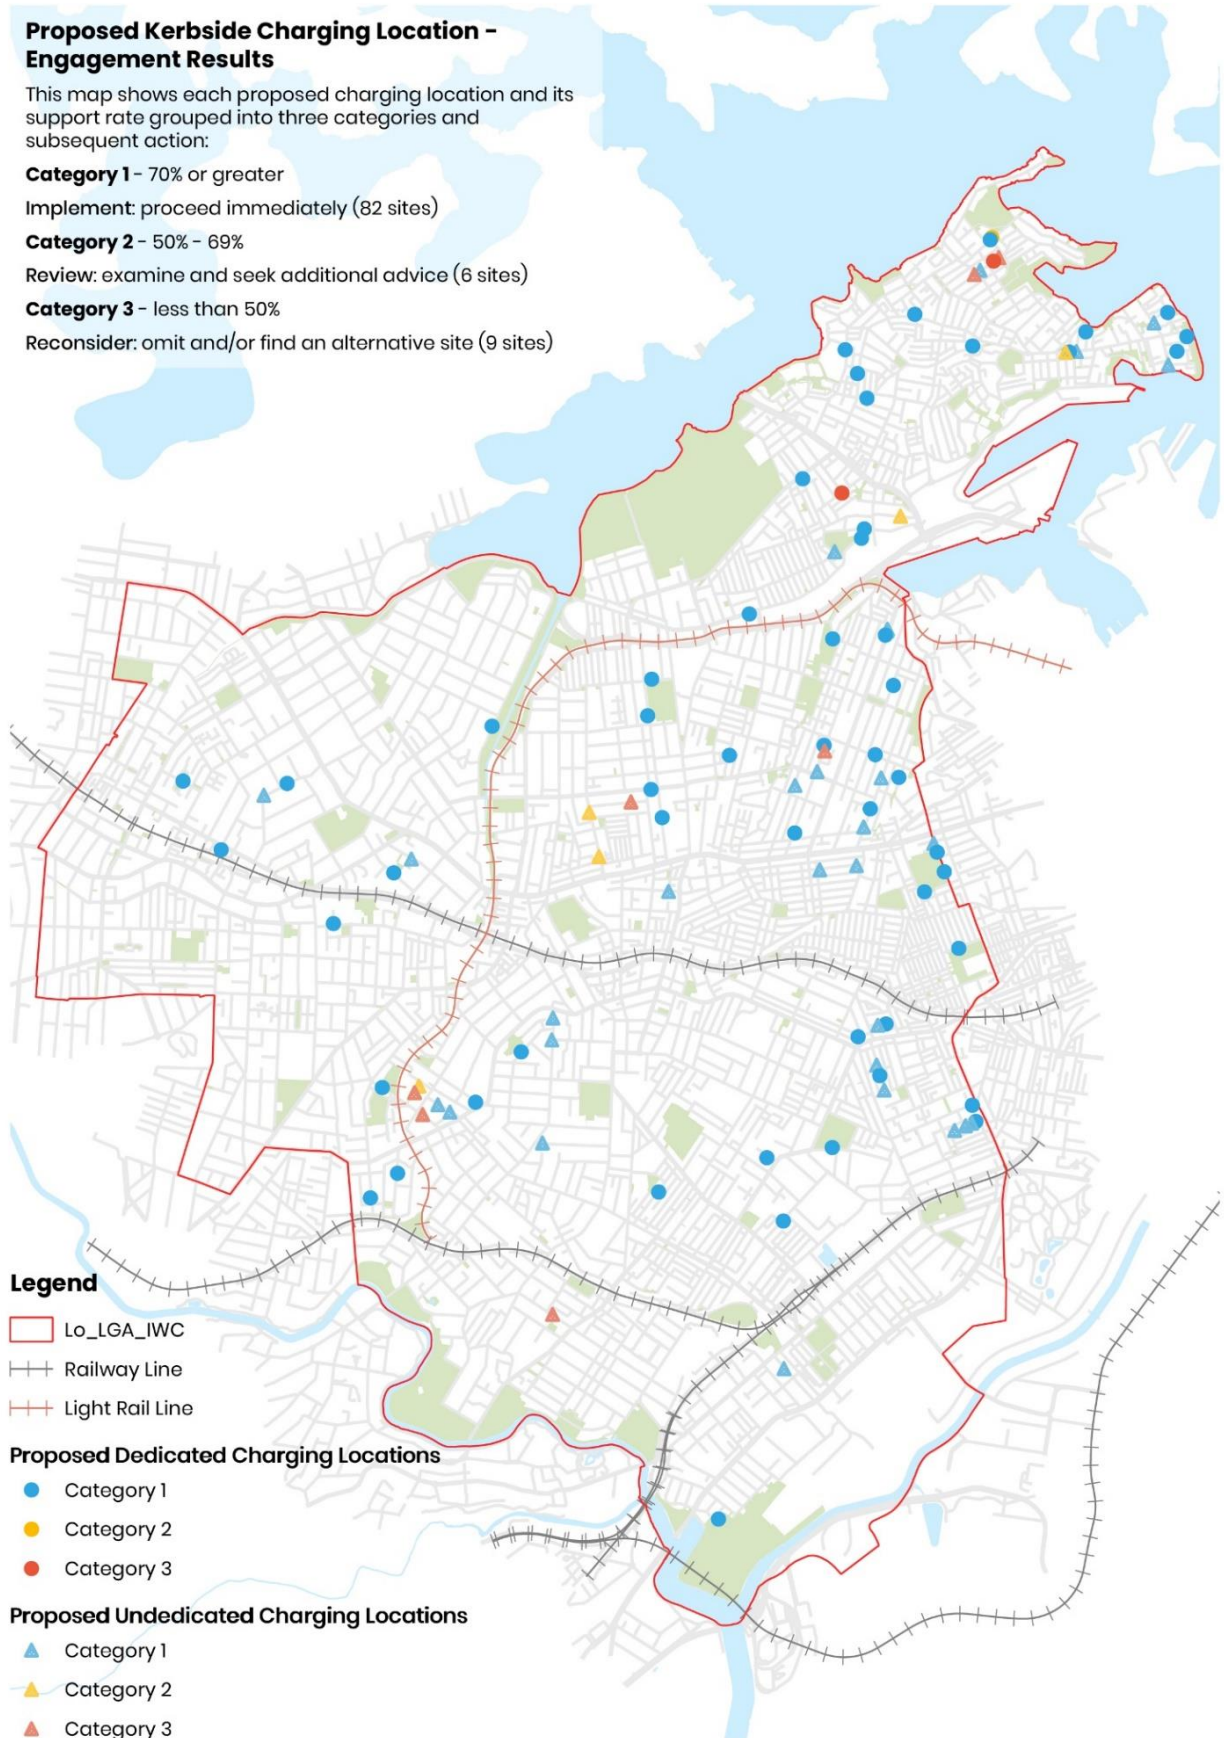 Proposed Kerbside Charging Location -
Engagement Results
This map shows each proposed charging location and its
support rate grouped into three categories and
subsequent action:
Category 1 - 70% or greater
Implement: proceed immediately (82 sites)
Category 2 - 50% - 69%
Review: examine and seek additional advice (6 sites)
Category 3 - less than 50%
Reconsider: omit and/or find an alternative site (9 sites)
Legend
Lo_LGA_IWC
Railway Line
Light Rail Line
Proposed Dedicated Charging Locations
Category 1
Category 2
Category 3
Proposed Undedicated Charging Locations
Category 1
Category 2
Category 3